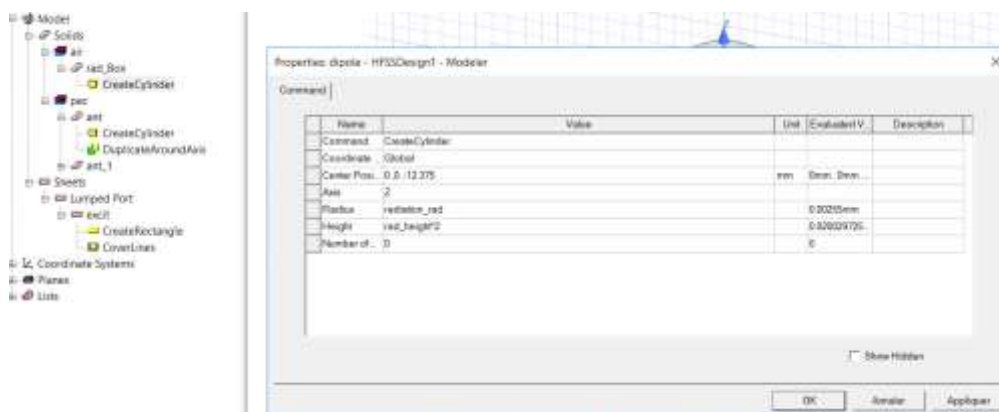 Model
Solids
air
rad_Box
CreateCylinder
pec
ant
CreateCylinder
DuplicateAroundAxis
ant_1
Sheets
Lumped Port
excit
CreateRectangle
CoverLines
Coordinate Systems
Planes
Lists
Properties: dipole - HFSSDesign1 - Modeler
Command
Name Value Unit Evaluated V... Description
Command CreateCylinder
Coordinate... Global
Center Posi... 0 ,0 ,-12.375 mm 0mm , 0mm ...
Axis Z
Radius radiation_rad
Height rad_height*2
Number of... 0 0
Show Hidden
OK Annuler Appliquer